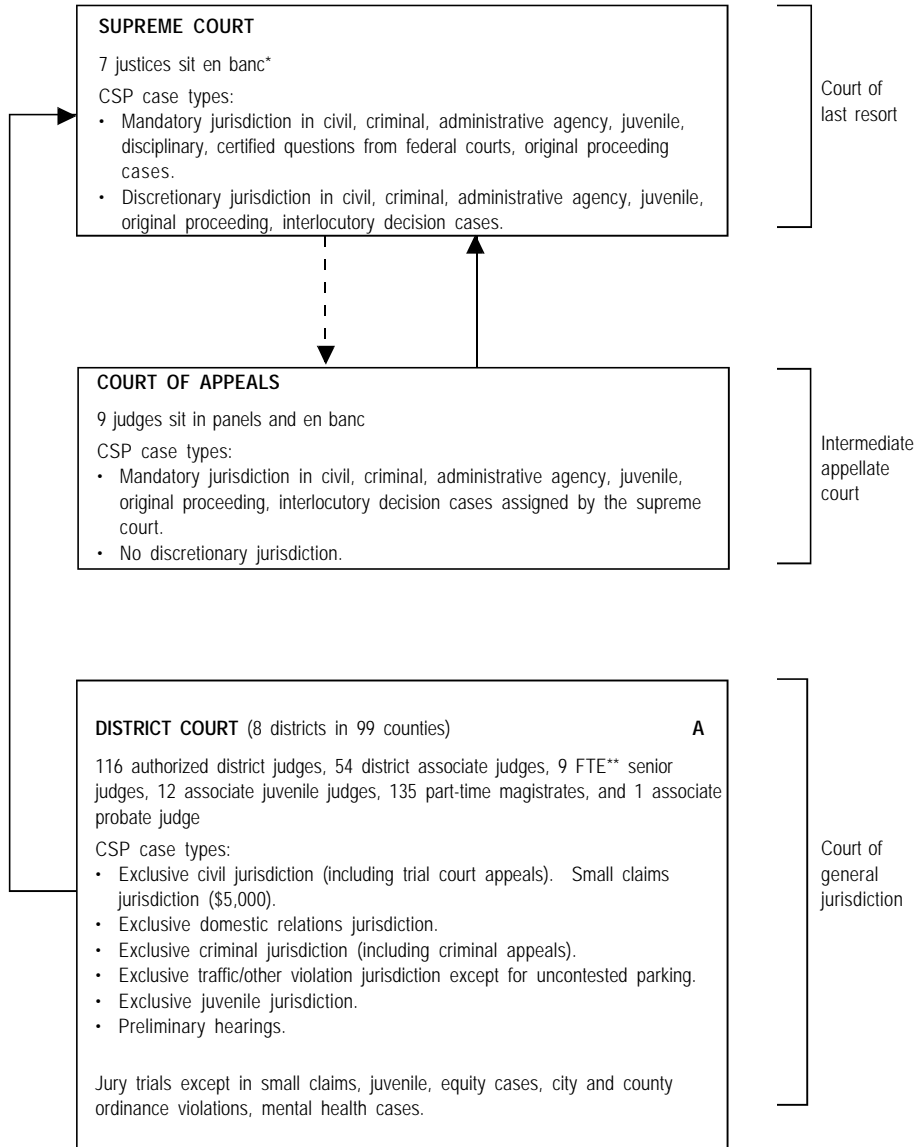 SUPREME COURT
7 justices sit en banc*
CSP case types:
• Mandatory jurisdiction in civil, criminal, administrative agency, juvenile,
disciplinary, certified questions from federal courts, original proceeding
cases.
• Discretionary jurisdiction in civil, criminal, administrative agency, juvenile,
original proceeding, interlocutory decision cases.
Court of
last resort
COURT OF APPEALS
9 judges sit in panels and en banc
CSP case types:
• Mandatory jurisdiction in civil, criminal, administrative agency, juvenile,
original proceeding, interlocutory decision cases assigned by the supreme
court.
• No discretionary jurisdiction.
Intermediate
appellate
court
DISTRICT COURT (8 districts in 99 counties) A
116 authorized district judges, 54 district associate judges, 9 FTE** senior
judges, 12 associate juvenile judges, 135 part-time magistrates, and 1 associate
probate judge
CSP case types:
• Exclusive civil jurisdiction (including trial court appeals). Small claims
jurisdiction ($5,000).
• Exclusive domestic relations jurisdiction.
• Exclusive criminal jurisdiction (including criminal appeals).
• Exclusive traffic/other violation jurisdiction except for uncontested parking.
• Exclusive juvenile jurisdiction.
• Preliminary hearings.
Jury trials except in small claims, juvenile, equity cases, city and county
ordinance violations, mental health cases.
Court of
general
jurisdiction